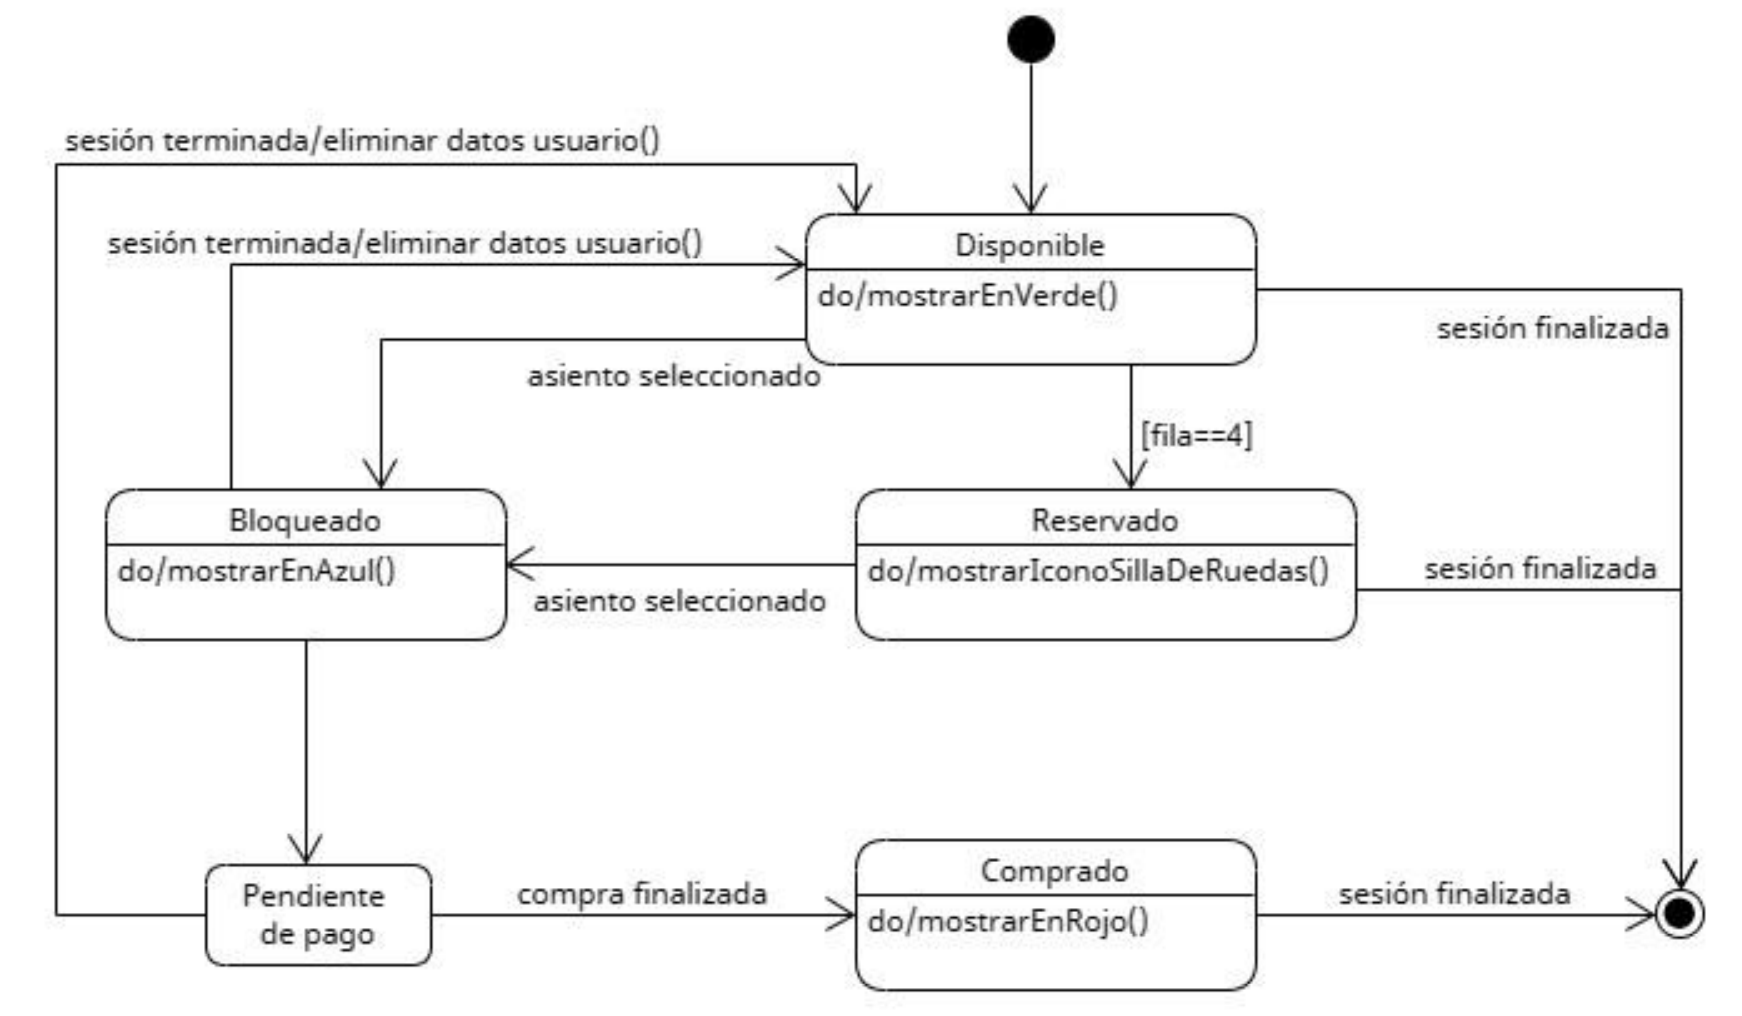 sesión terminada/eliminar datos usuario()
sesión terminada/eliminar datos usuario()
Disponible
do/mostrarEnVerde()
sesión finalizada
asiento seleccionado
[fila==4]
Bloqueado
do/mostrarEnAzul()
Reservado
do/mostrarIconoSillaDeRuedas()
sesión finalizada
asiento seleccionado
Pendiente
de pago
compra finalizada
Comprado
do/mostrarEnRojo()
sesión finalizada